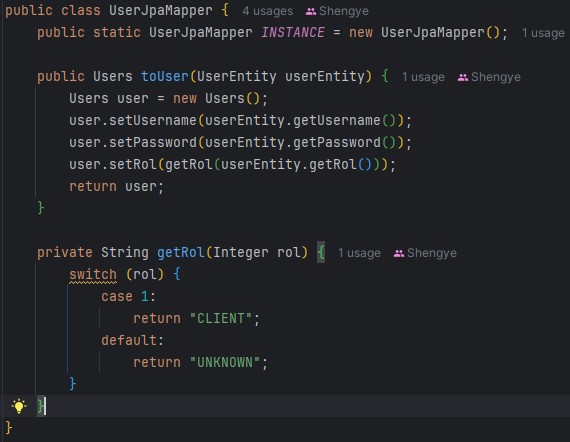 public class UserJpaMapper { 4 usages Shengye
public static UserJpaMapper INSTANCE = new UserJpaMapper(); 1 usage
public Users toUser(UserEntity userEntity) { 1 usage Shengye
Users user = new Users();
user.setUsername(userEntity.getUsername());
user.setPassword(userEntity.getPassword());
user.setRol(getRol(userEntity.getRol()));
return user;
}
private String getRol(Integer rol) { 1 usage Shengye
switch (rol) {
case 1:
return "CLIENT";
default:
return "UNKNOWN";
}
}
}